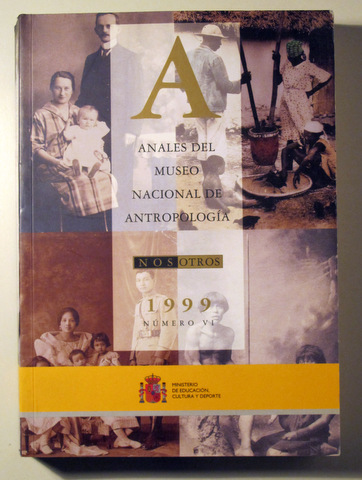 A
ANALES DEL
MUSEO
NACIONAL DE
ANTROPOLOGÍA
NOSOTROS
1999
NÚMERO VI
MINISTERIO
DE EDUCACIÓN,
CULTURA Y DEPORTE